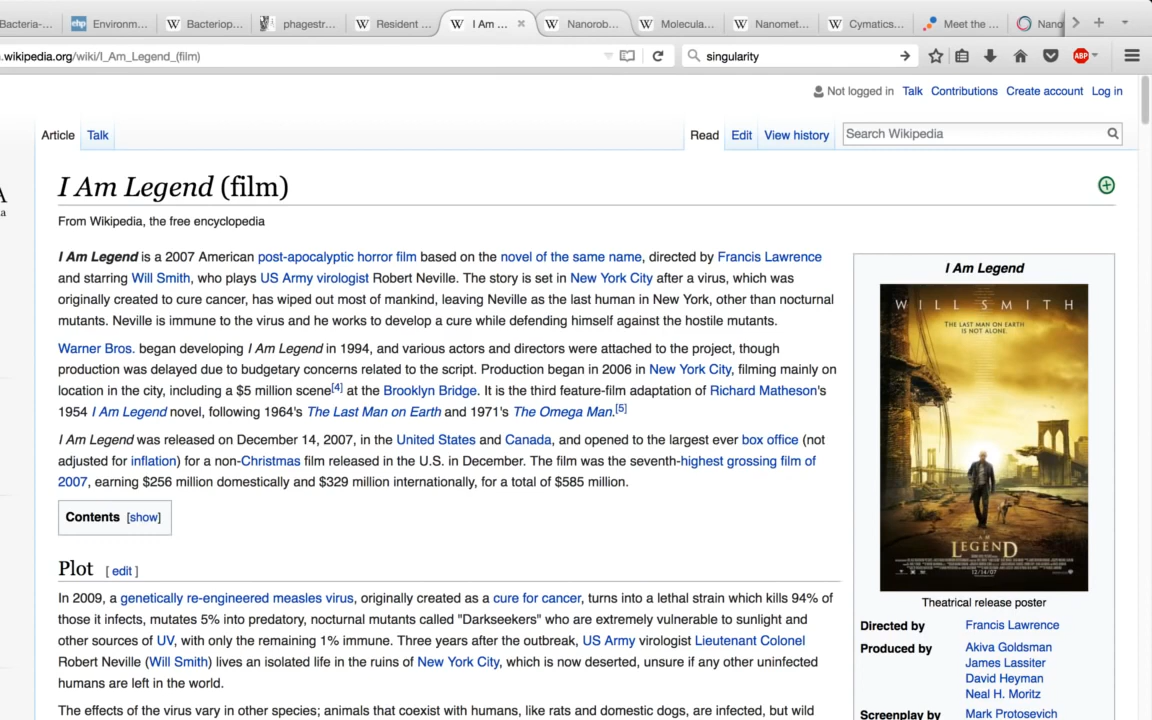 Bacteria-...
ehp Environm...
W Bacteriop...
phagestr...
W Resident ...
W I Am ...
W Nanorob...
W Molecula...
W Nanomet...
W Cymatics...
Meet the ...
Nano
.wikipedia.org/wiki/I_Am_Legend_(film)
singularity
ABP
Not logged in Talk Contributions Create account Log in
Article Talk
Read Edit View history
Search Wikipedia
A
a
I Am Legend (film)
From Wikipedia, the free encyclopedia
I Am Legend is a 2007 American post-apocalyptic horror film based on the novel of the same name, directed by Francis Lawrence
and starring Will Smith, who plays US Army virologist Robert Neville. The story is set in New York City after a virus, which was
originally created to cure cancer, has wiped out most of mankind, leaving Neville as the last human in New York, other than nocturnal
mutants. Neville is immune to the virus and he works to develop a cure while defending himself against the hostile mutants.
Warner Bros. began developing I Am Legend in 1994, and various actors and directors were attached to the project, though
production was delayed due to budgetary concerns related to the script. Production began in 2006 in New York City, filming mainly on
location in the city, including a $5 million scene[4] at the Brooklyn Bridge. It is the third feature-film adaptation of Richard Matheson's
1954 I Am Legend novel, following 1964's The Last Man on Earth and 1971's The Omega Man.[5]
I Am Legend was released on December 14, 2007, in the United States and Canada, and opened to the largest ever box office (not
adjusted for inflation) for a non-Christmas film released in the U.S. in December. The film was the seventh-highest grossing film of
2007, earning $256 million domestically and $329 million internationally, for a total of $585 million.
Contents [show]
Plot [ edit ]
In 2009, a genetically re-engineered measles virus, originally created as a cure for cancer, turns into a lethal strain which kills 94% of
those it infects, mutates 5% into predatory, nocturnal mutants called "Darkseekers" who are extremely vulnerable to sunlight and
other sources of UV, with only the remaining 1% immune. Three years after the outbreak, US Army virologist Lieutenant Colonel
Robert Neville (Will Smith) lives an isolated life in the ruins of New York City, which is now deserted, unsure if any other uninfected
humans are left in the world.
The effects of the virus vary in other species; animals that coexist with humans, like rats and domestic dogs, are infected, but wild
I Am Legend
WILL SMITH
THE LAST MAN ON EARTH
IS NOT ALONE.
I AM
LEGEND
12/14/07
Theatrical release poster
Directed by Francis Lawrence
Produced by Akiva Goldsman
James Lassiter
David Heyman
Neal H. Moritz
Screenplay by Mark Protosevich